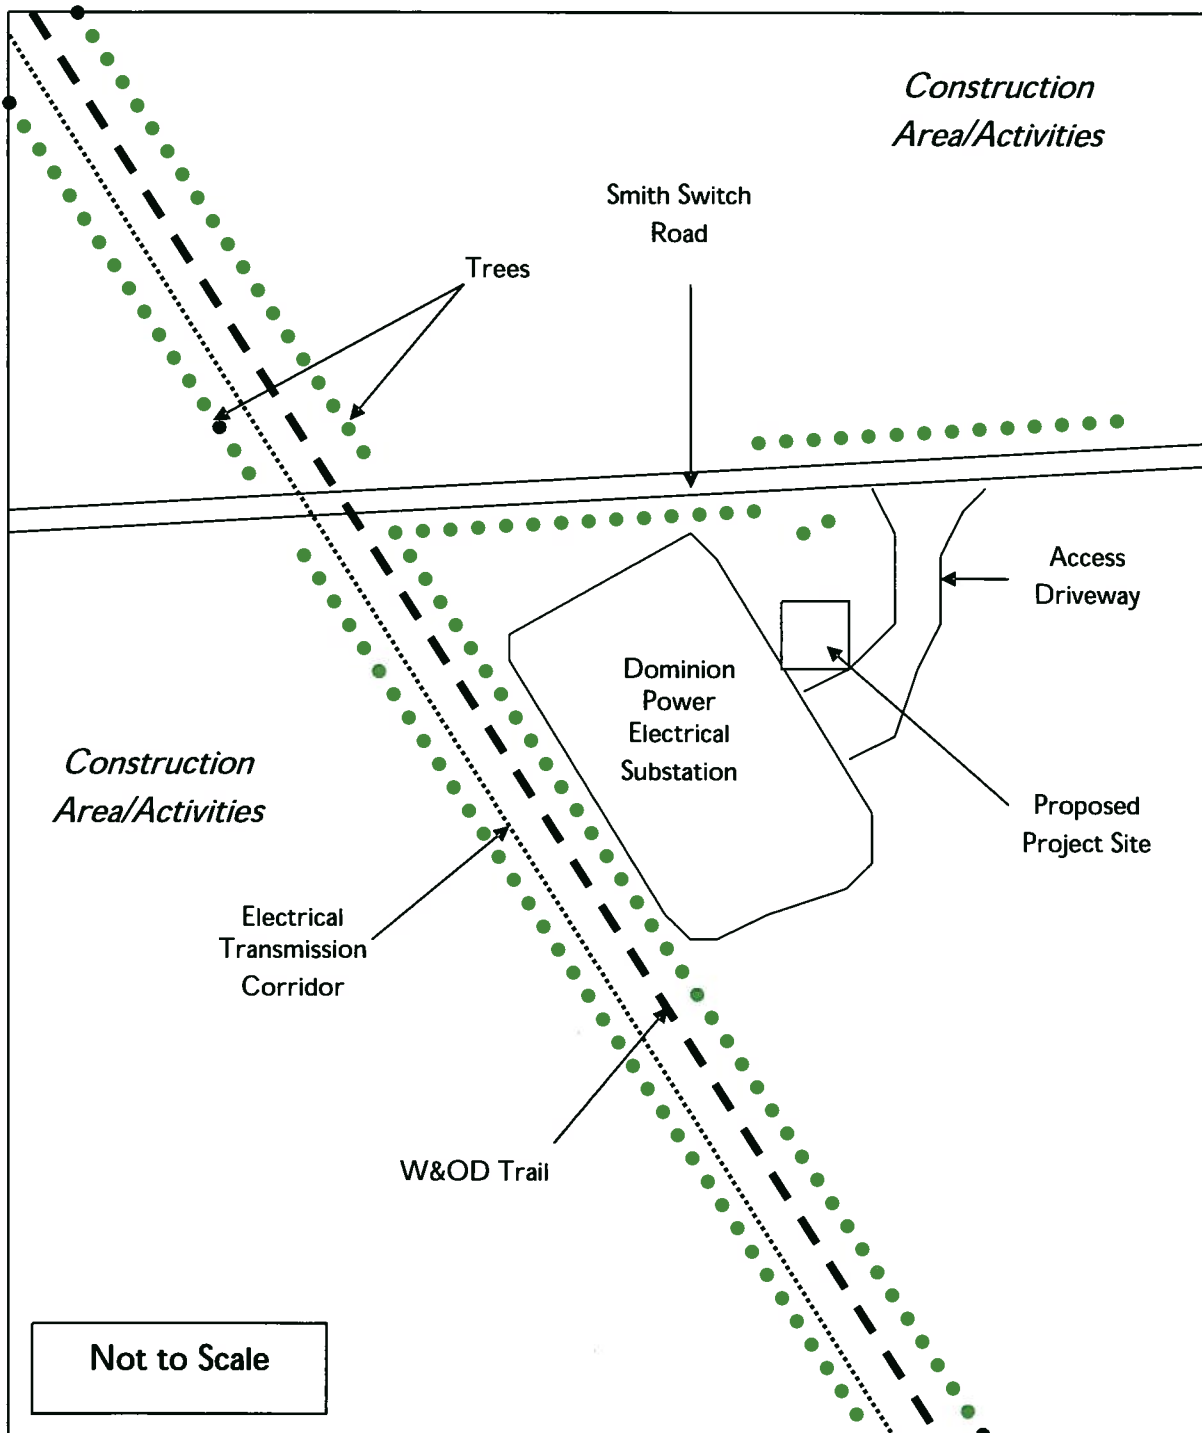 Construction
Area/Activities
Smith Switch
Road
Trees
Access
Driveway
Dominion
Power
Electrical
Substation
Construction
Area/Activities
Proposed
Project Site
Electrical
Transmission
Corridor
W&OD Trail
Not to Scale